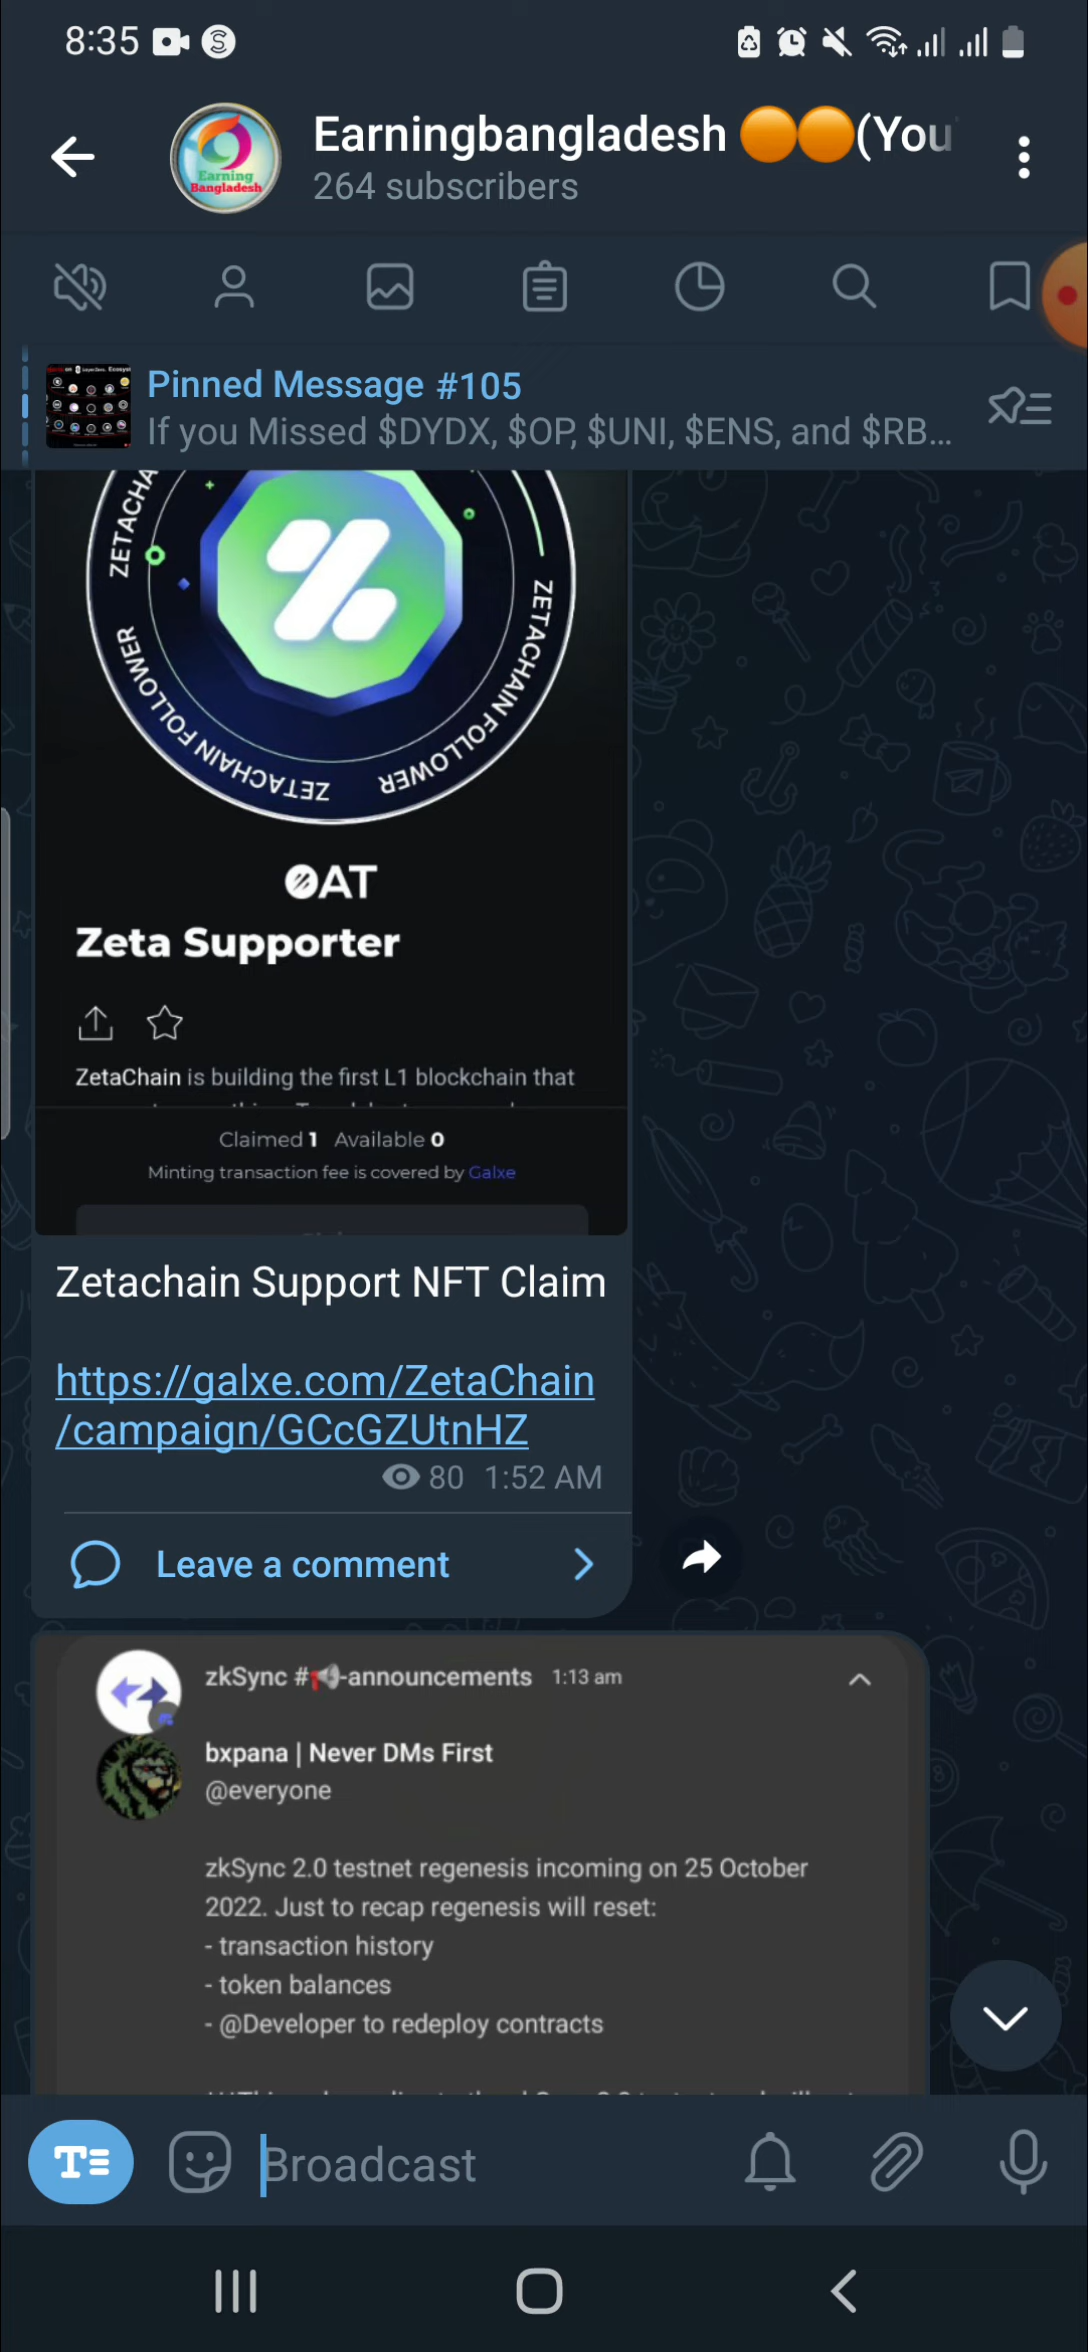 8:35
Earningbangladesh 🟠🟠(You
264 subscribers
Earning
Bangladesh
Pinned Message #105
If you Missed $DYDX, $OP, $UNI, $ENS, and $RB...
ZETACHA
ZETACHAIN FOLLOWER
ZETACHAIN FOLLOWER
OAT
Zeta Supporter
ZetaChain is building the first L1 blockchain that
Claimed 1 Available 0
Minting transaction fee is covered by Galxe
Zetachain Support NFT Claim
https://galxe.com/ZetaChain
/campaign/GCcGZUtnHZ
80 1:52 AM
Leave a comment
zkSync #📢-announcements 1:13 am
bxpana | Never DMs First
@everyone
zkSync 2.0 testnet regenesis incoming on 25 October
2022. Just to recap regenesis will reset:
- transaction history
- token balances
- @Developer to redeploy contracts
Broadcast